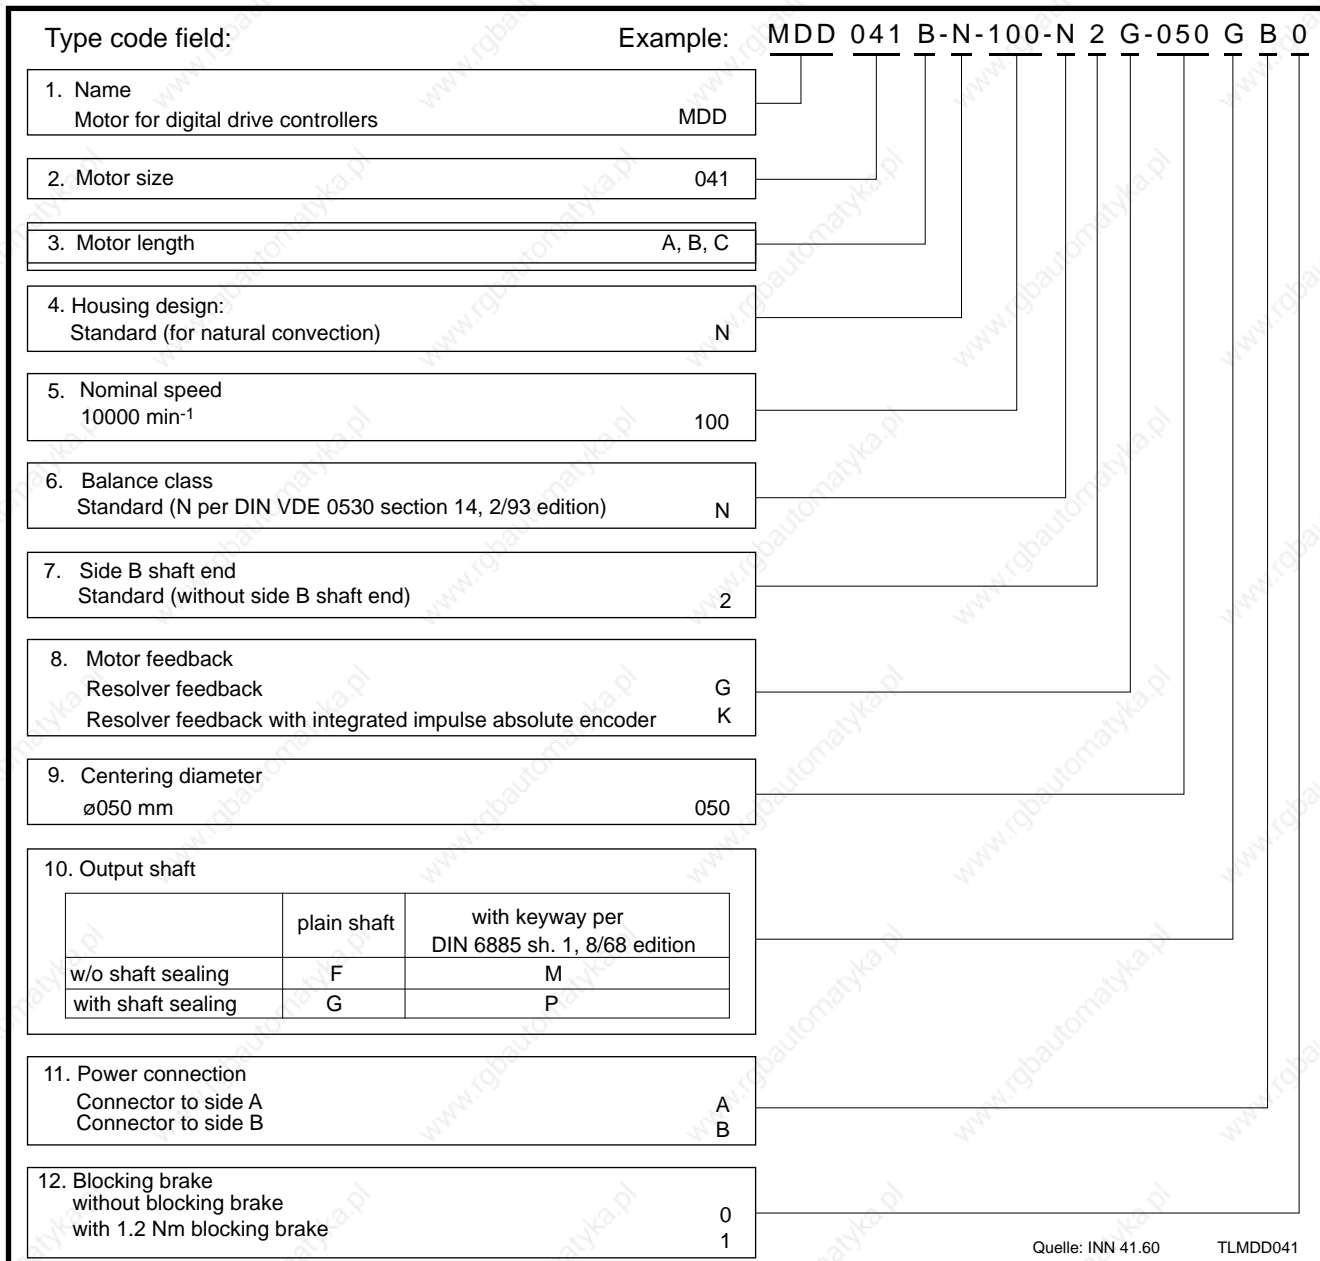 Type code field: Example: MDD 041 B-N-100-N 2 G-050 G B 0
1. Name
Motor for digital drive controllers MDD
2. Motor size 041
3. Motor length A, B, C
4. Housing design:
Standard (for natural convection) N
5. Nominal speed
10000 min-1 100
6. Balance class
Standard (N per DIN VDE 0530 section 14, 2/93 edition) N
7. Side B shaft end
Standard (without side B shaft end) 2
8. Motor feedback
Resolver feedback G
Resolver feedback with integrated impulse absolute encoder K
9. Centering diameter
ø050 mm 050
10. Output shaft
plain shaft with keyway per
DIN 6885 sh. 1, 8/68 edition
w/o shaft sealing F M
with shaft sealing G P
11. Power connection
Connector to side A A
Connector to side B B
12. Blocking brake
without blocking brake 0
with 1.2 Nm blocking brake 1
Quelle: INN 41.60 TLMDD041
www.rgbautomatyka.pl